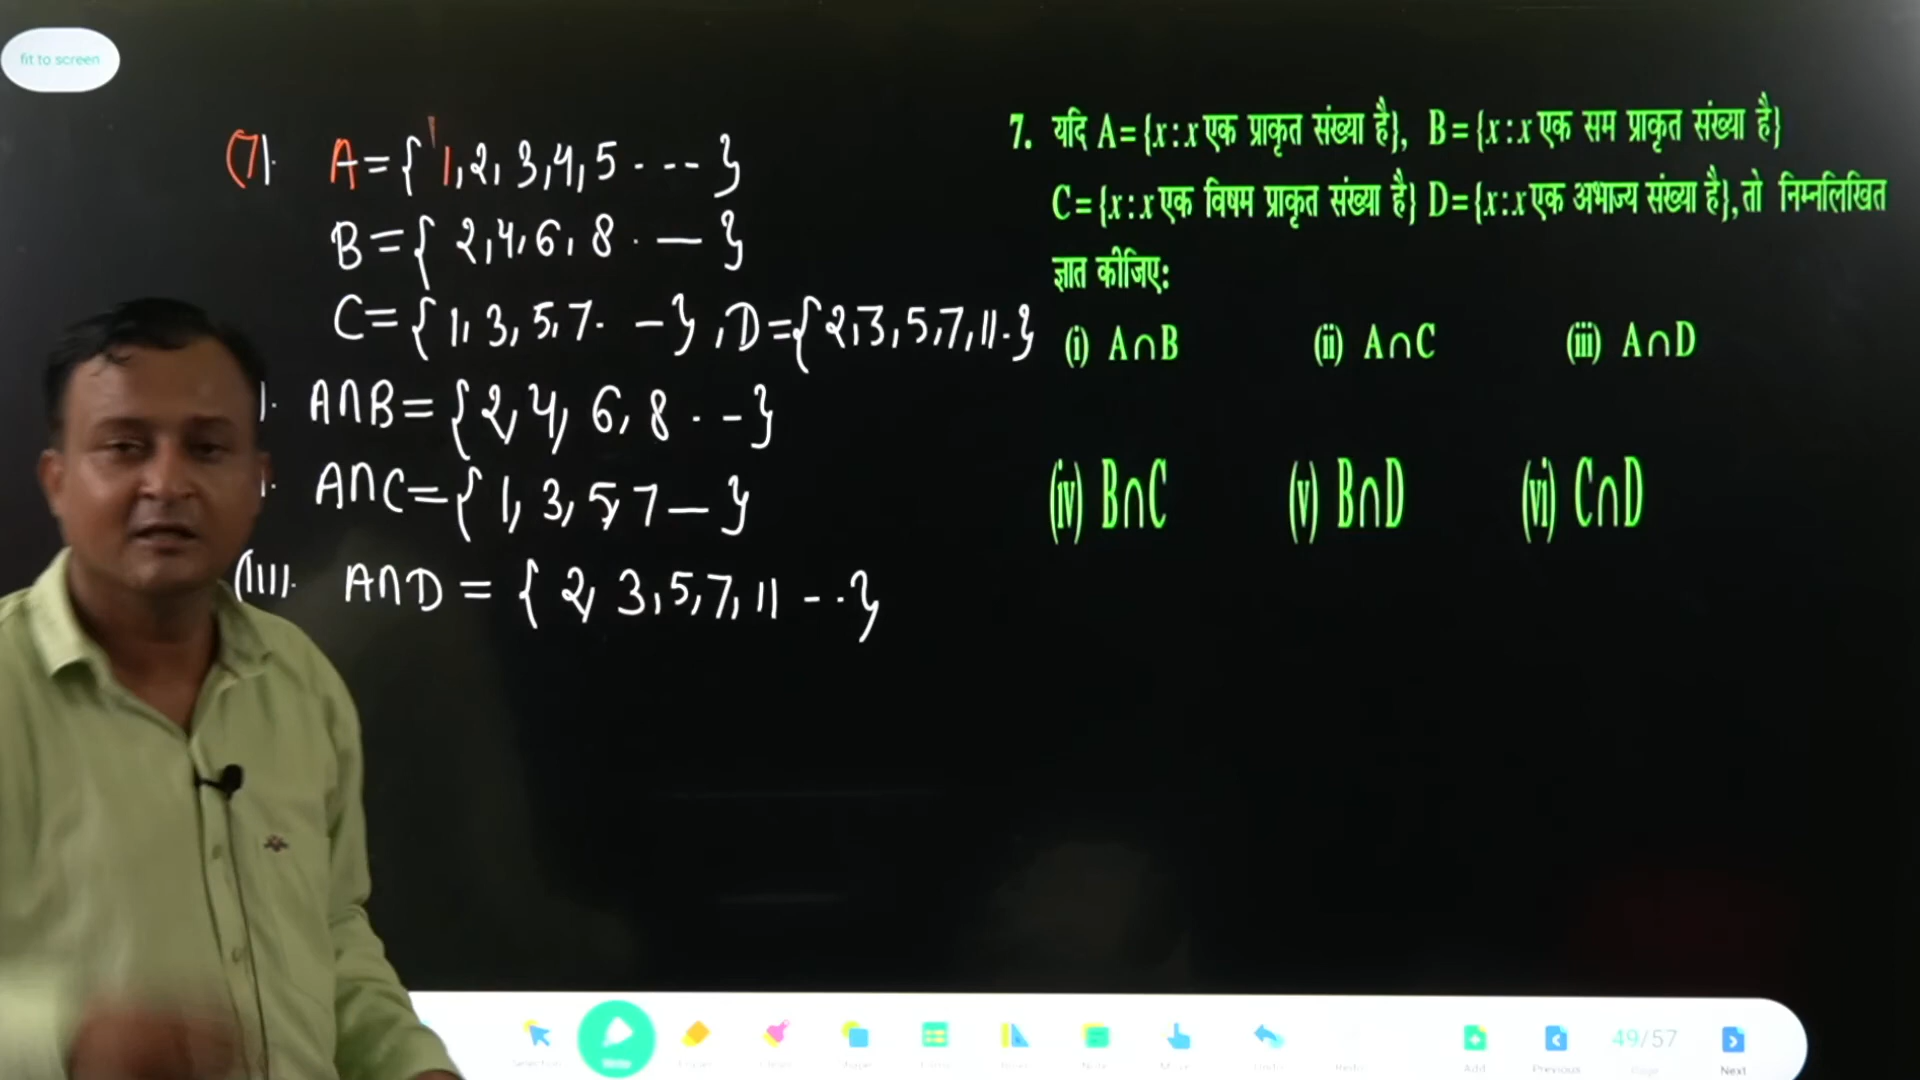 fit to screen
(7). A={1,2,3,4,5 - - - -}
B={2,4,6,8 . —}
C={1,3,5,7. —}, D={2,3,5,7,11.}
. A∩B={2,4,6,8 - - -}
. A∩C={1,3,5,7 —}
(III). A∩D = {2,3,5,7,11 - - -}
7. यदि A={x:x एक प्राकृत संख्या है}, B={x:x एक सम प्राकृत संख्या है}
C={x:x एक विषम प्राकृत संख्या है} D={x:x एक अभाज्य संख्या है}, तो निम्नलिखित
ज्ञात कीजिए:
(i) A∩B (ii) A∩C (iii) A∩D
(iv) B∩C (v) B∩D (vi) C∩D
49/57
Add Previous Page Next